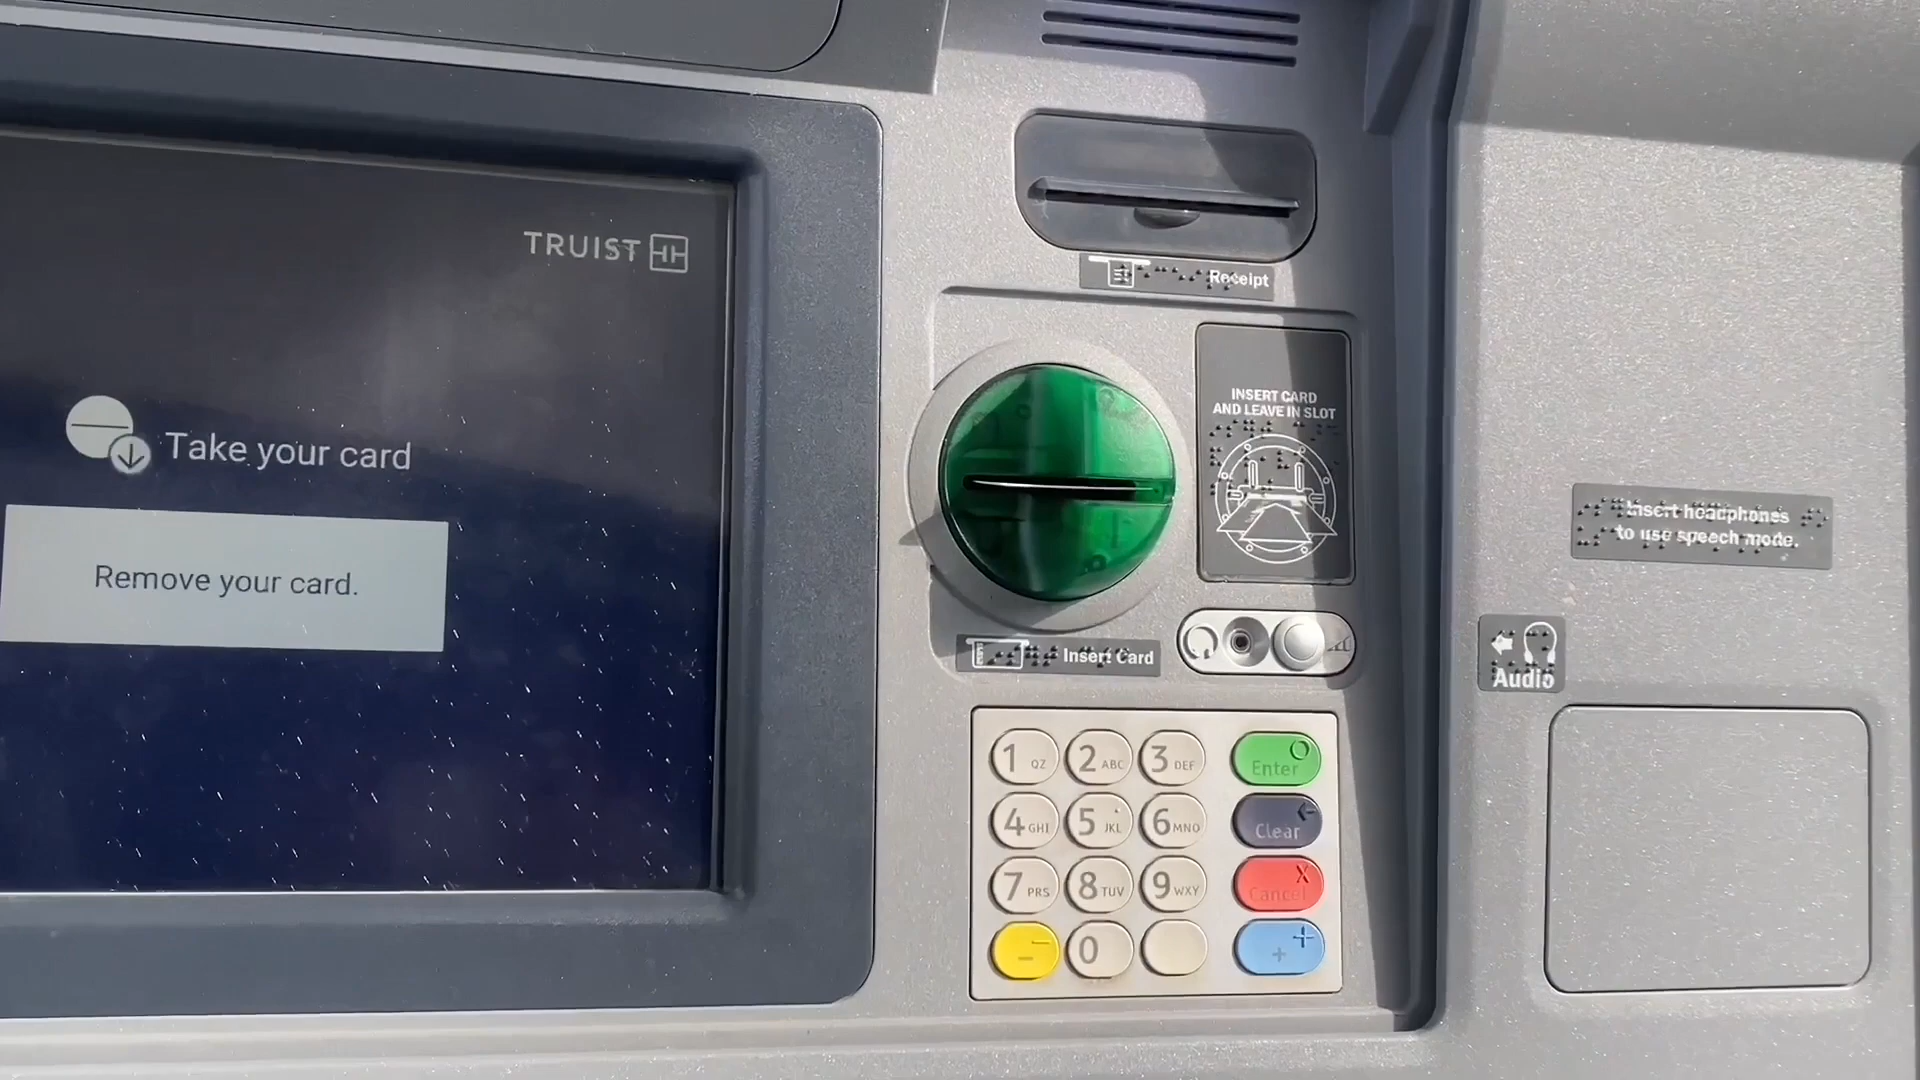 TRUIST
Take your card
Remove your card.
Receipt
INSERT CARD
AND LEAVE IN SLOT
Insert Card
Insert headphones
to use speech mode.
Audio
1 QZ 2 ABC 3 DEF Enter
4 GHI 5 JKL 6 MNO Clear
7 PRS 8 TUV 9 WXY Cancel
- 0 +